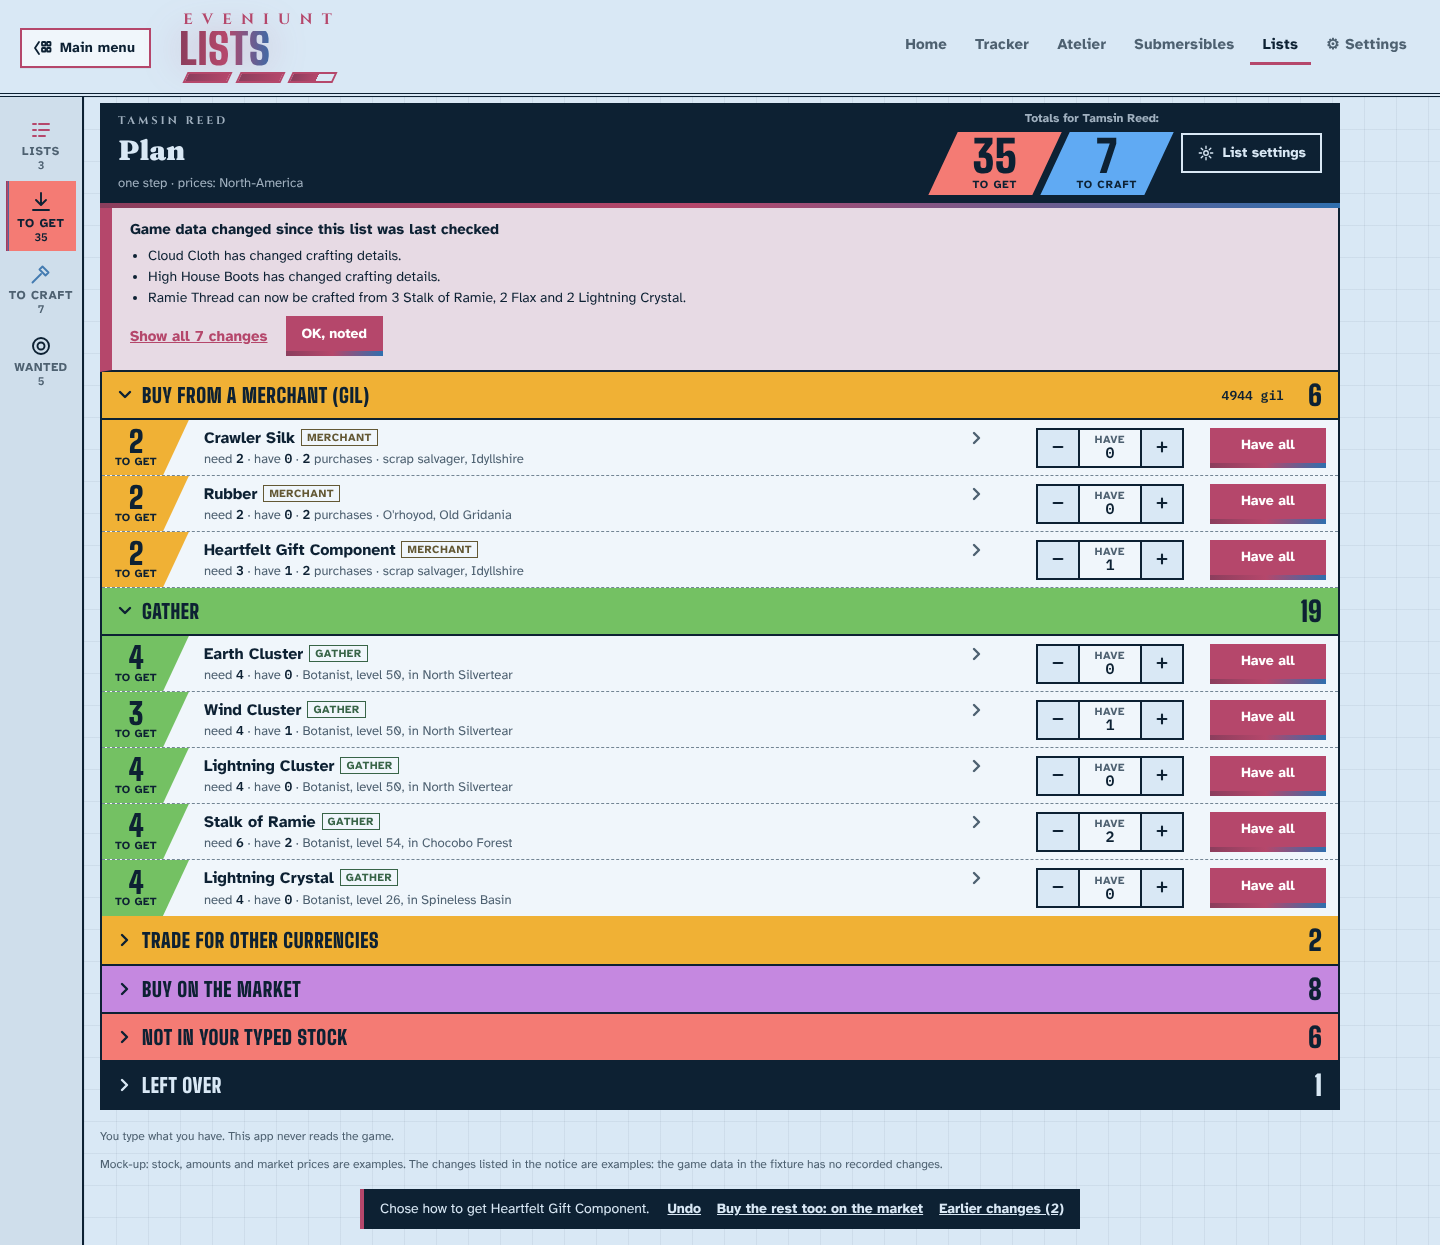 Main menu
EVENIUNT
LISTS
Home
Tracker
Atelier
Submersibles
Lists
⚙ Settings
LISTS
3
TO GET
35
TO CRAFT
7
WANTED
5
TAMSIN REED
Plan
one step · prices: North-America
Totals for Tamsin Reed:
35
TO GET
7
TO CRAFT
List settings
Game data changed since this list was last checked
• Cloud Cloth has changed crafting details.
• High House Boots has changed crafting details.
• Ramie Thread can now be crafted from 3 Stalk of Ramie, 2 Flax and 2 Lightning Crystal.
Show all 7 changes
OK, noted
BUY FROM A MERCHANT (GIL)
4944 gil
6
2
TO GET
Crawler Silk
MERCHANT
need 2 · have 0 · 2 purchases · scrap salvager, Idyllshire
−
HAVE
0
+
Have all
2
TO GET
Rubber
MERCHANT
need 2 · have 0 · 2 purchases · O'rhoyod, Old Gridania
−
HAVE
0
+
Have all
2
TO GET
Heartfelt Gift Component
MERCHANT
need 3 · have 1 · 2 purchases · scrap salvager, Idyllshire
−
HAVE
1
+
Have all
GATHER
19
4
TO GET
Earth Cluster
GATHER
need 4 · have 0 · Botanist, level 50, in North Silvertear
−
HAVE
0
+
Have all
3
TO GET
Wind Cluster
GATHER
need 4 · have 1 · Botanist, level 50, in North Silvertear
−
HAVE
1
+
Have all
4
TO GET
Lightning Cluster
GATHER
need 4 · have 0 · Botanist, level 50, in North Silvertear
−
HAVE
0
+
Have all
4
TO GET
Stalk of Ramie
GATHER
need 6 · have 2 · Botanist, level 54, in Chocobo Forest
−
HAVE
2
+
Have all
4
TO GET
Lightning Crystal
GATHER
need 4 · have 0 · Botanist, level 26, in Spineless Basin
−
HAVE
0
+
Have all
TRADE FOR OTHER CURRENCIES
2
BUY ON THE MARKET
8
NOT IN YOUR TYPED STOCK
6
LEFT OVER
1
You type what you have. This app never reads the game.
Mock-up: stock, amounts and market prices are examples. The changes listed in the notice are examples: the game data in the fixture has no recorded changes.
Chose how to get Heartfelt Gift Component.
Undo
Buy the rest too: on the market
Earlier changes (2)